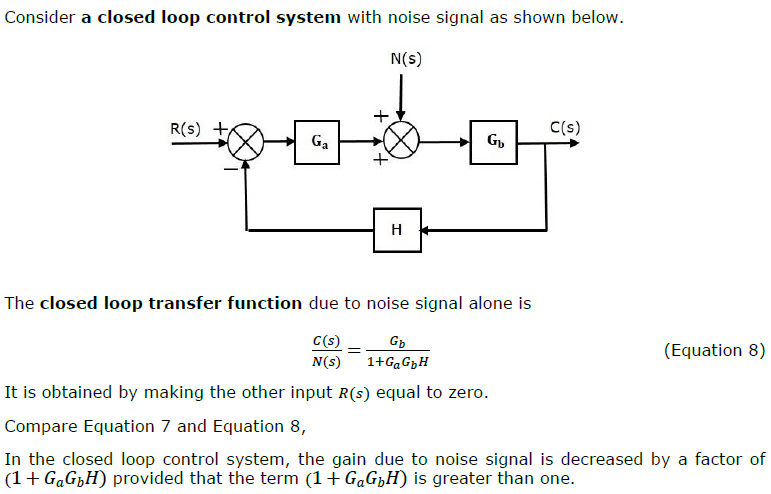 Consider a closed loop control system with noise signal as shown below.
N(s)
R(s) + + C(s)
Ga Gb
− +
H
The closed loop transfer function due to noise signal alone is
C(s)/N(s) = Gb/1+GaGbH (Equation 8)
It is obtained by making the other input R(s) equal to zero.
Compare Equation 7 and Equation 8,
In the closed loop control system, the gain due to noise signal is decreased by a factor of
(1 + GaGbH) provided that the term (1 + GaGbH) is greater than one.